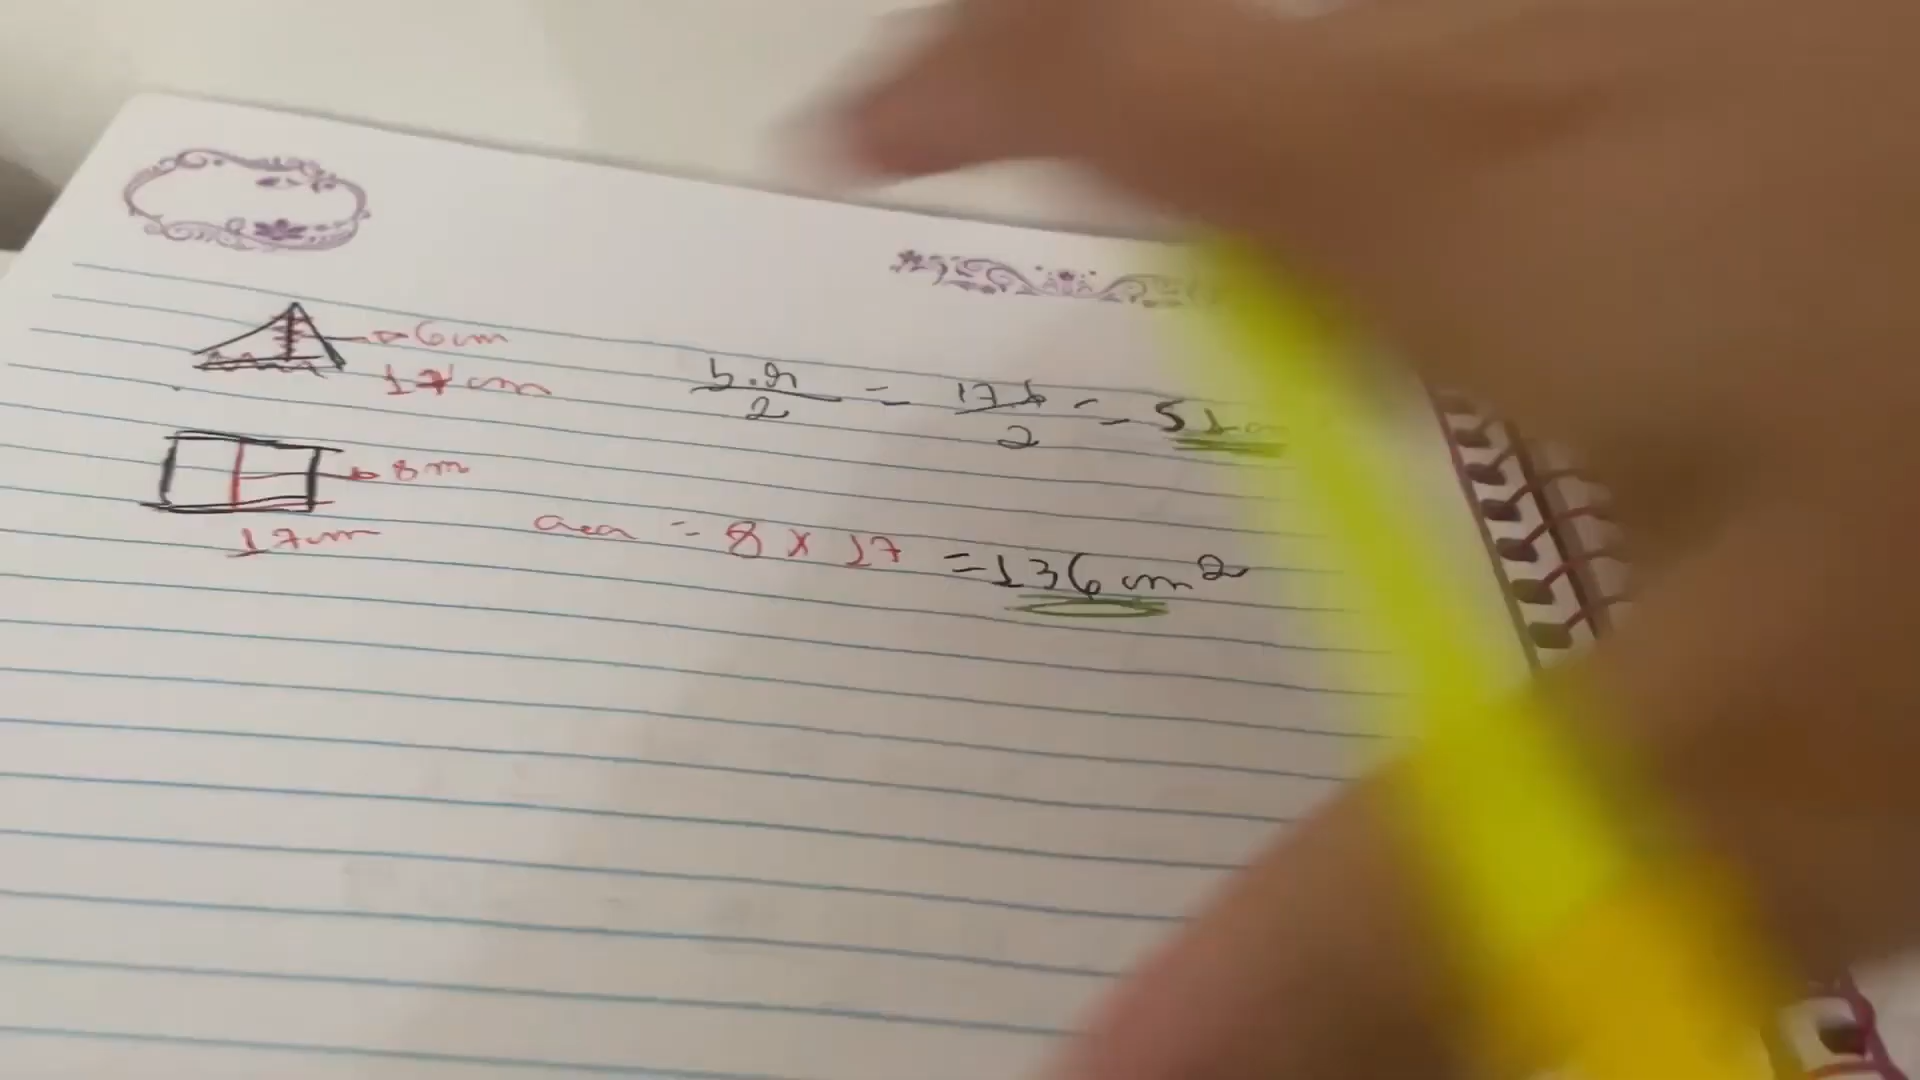 6cm
17cm
b.h/2 = 17.6/2 = 51
8m
17cm
area = 8 x 17 = 136 cm²